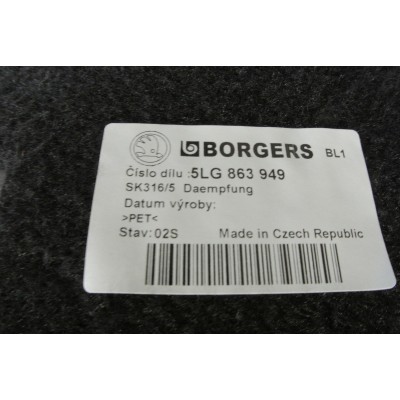 BORGERS BL1
Číslo dílu :5LG 863 949
SK316/5 Daempfung
Datum výroby:
>PET<
Stav: 02S Made in Czech Republic